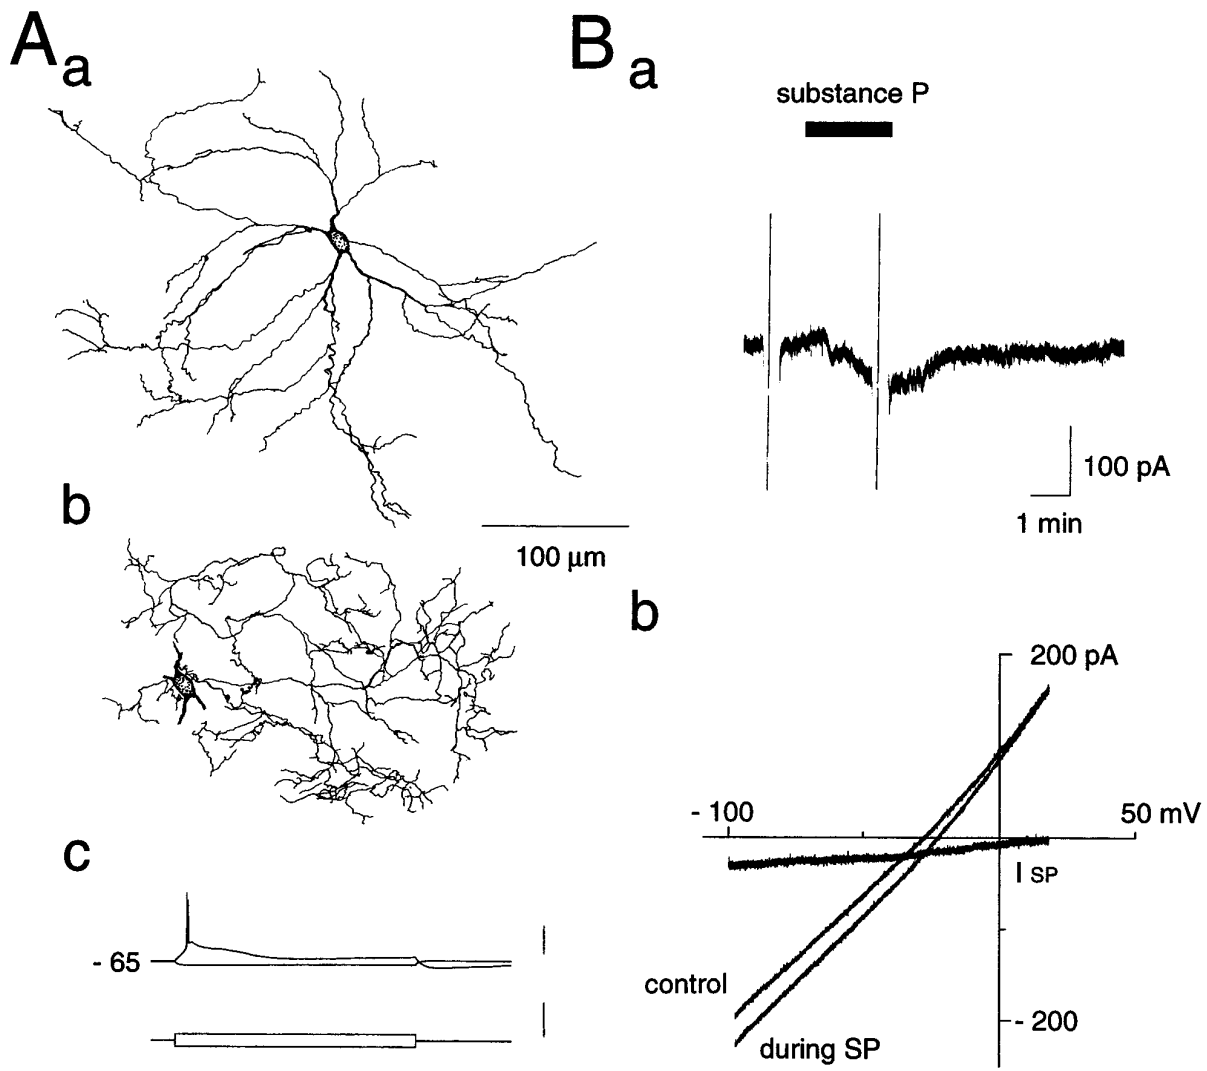 A
a
B
a
substance P
100 pA
1 min
b
100 µm
b
200 pA
- 100
50 mV
I SP
c
- 65
control
during SP
- 200